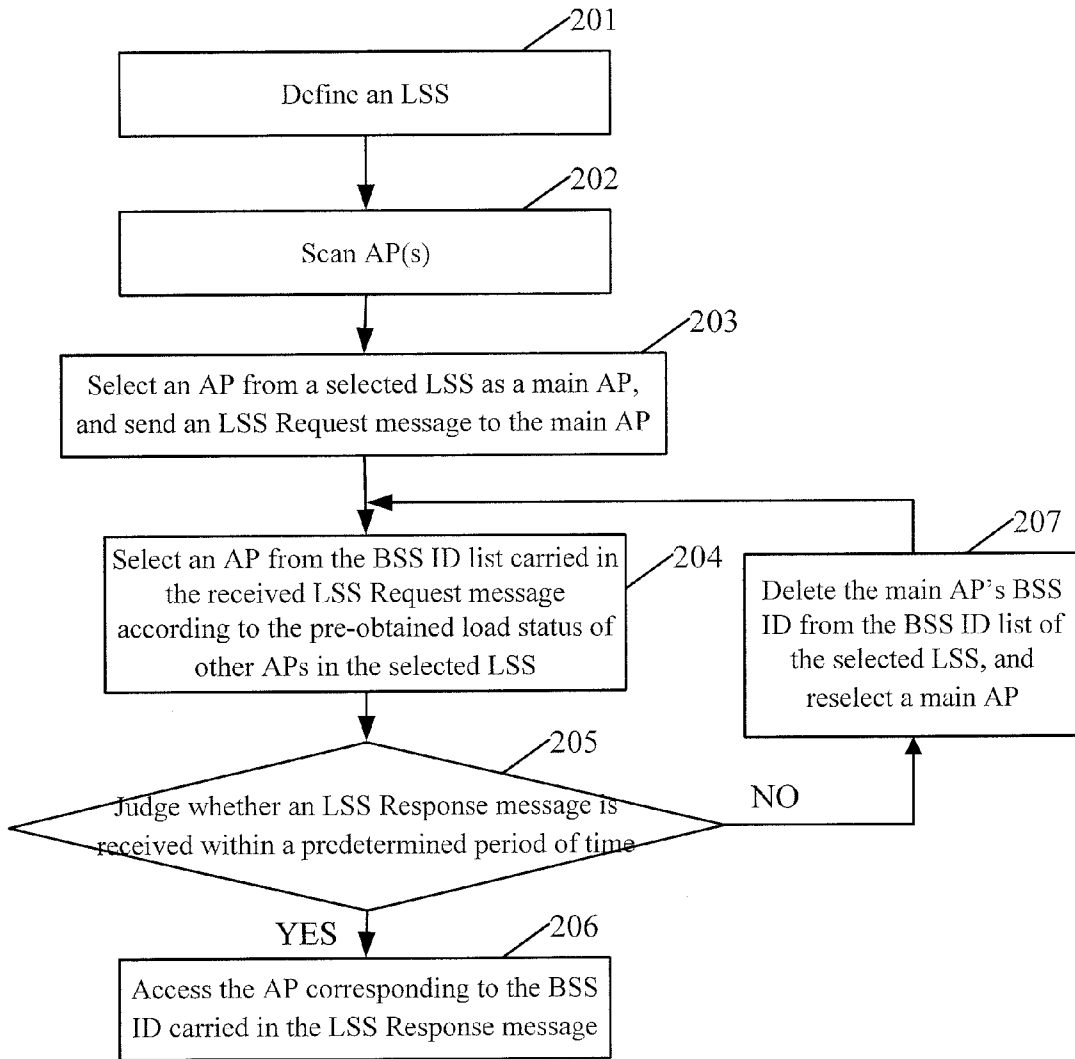 201
Define an LSS
202
Scan AP(s)
203
Select an AP from a selected LSS as a main AP,
and send an LSS Request message to the main AP
204
Select an AP from the BSS ID list carried in
the received LSS Request message
according to the pre-obtained load status of
other APs in the selected LSS
207
Delete the main AP's BSS
ID from the BSS ID list of
the selected LSS, and
reselect a main AP
205
Judge whether an LSS Response message is
received within a predetermined period of time
NO
YES
206
Access the AP corresponding to the BSS
ID carried in the LSS Response message